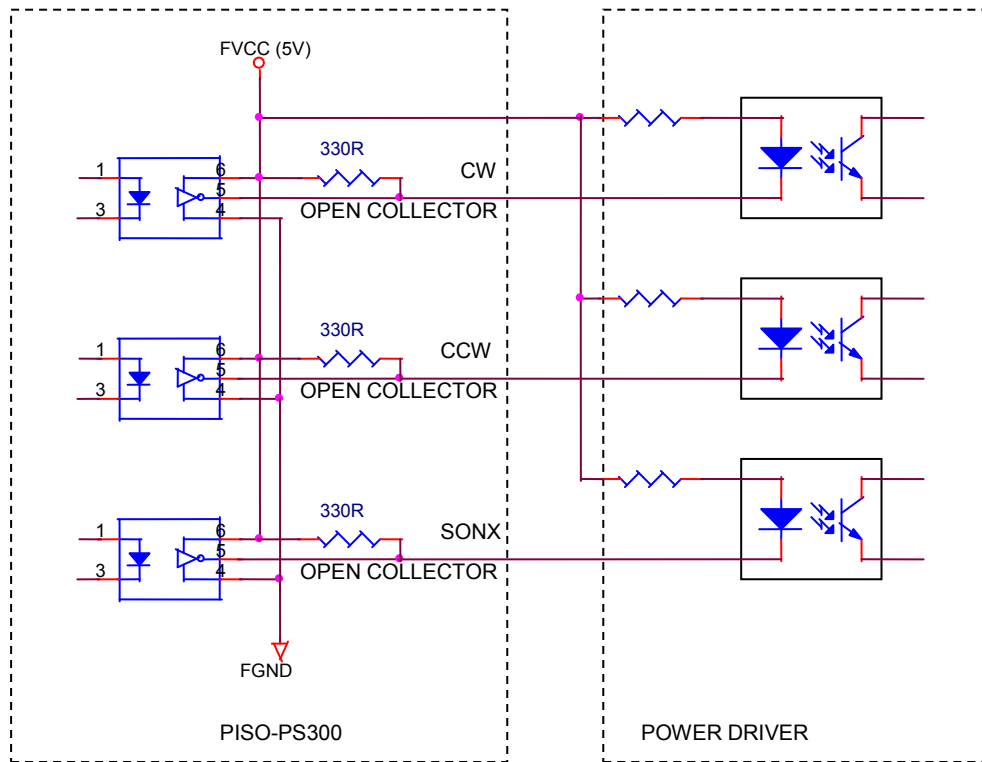 FVCC (5V)
330R
CW
1
6
5
3
4
OPEN COLLECTOR
330R
CCW
1
6
5
3
4
OPEN COLLECTOR
330R
SONX
1
6
5
3
4
OPEN COLLECTOR
FGND
PISO-PS300
POWER DRIVER